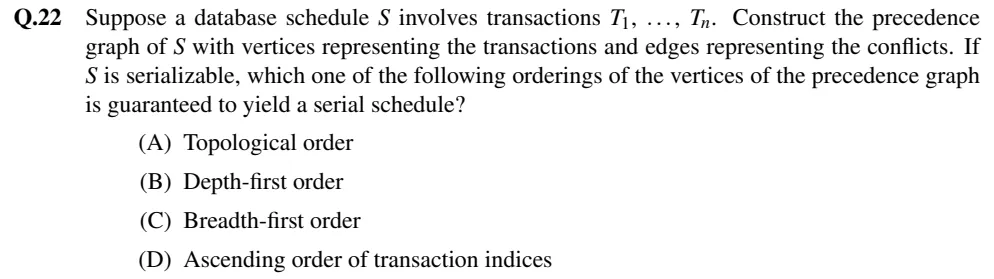 Q.22 Suppose a database schedule S involves transactions T₁, ..., Tₙ. Construct the precedence
graph of S with vertices representing the transactions and edges representing the conflicts. If
S is serializable, which one of the following orderings of the vertices of the precedence graph
is guaranteed to yield a serial schedule?
(A) Topological order
(B) Depth-first order
(C) Breadth-first order
(D) Ascending order of transaction indices